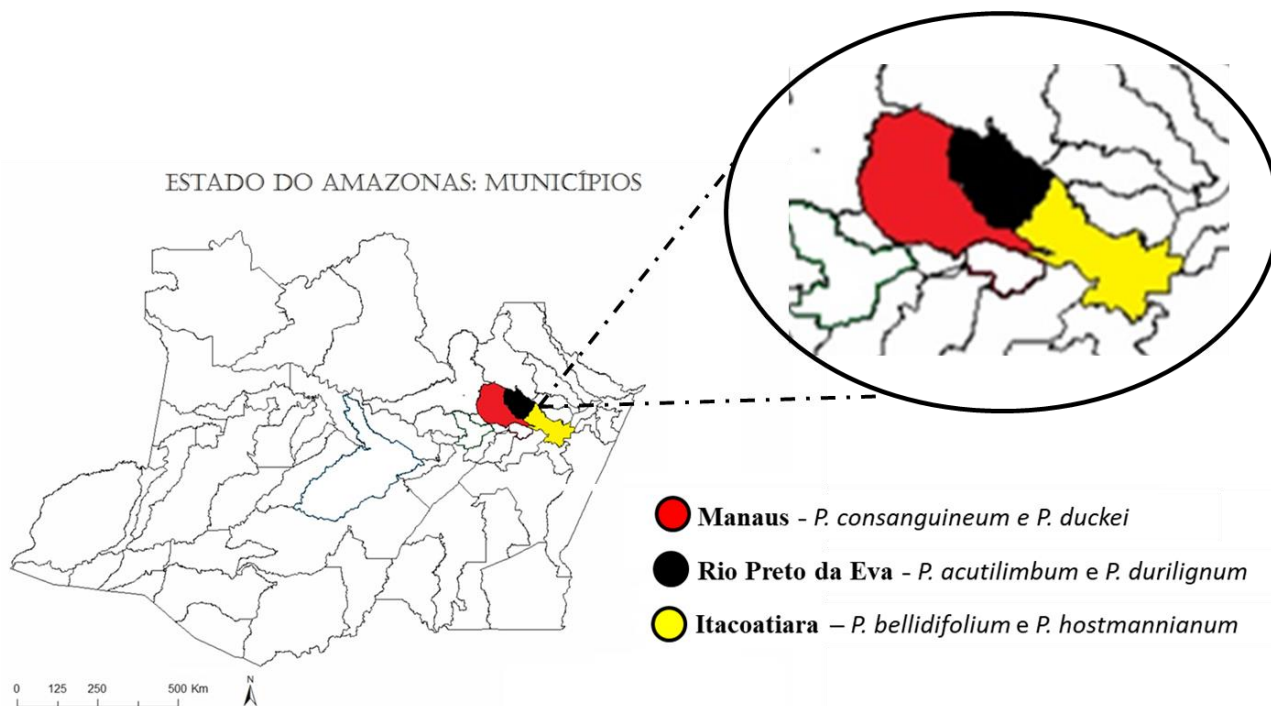 ESTADO DO AMAZONAS: MUNICÍPIOS
Manaus - P. consanguineum e P. duckei
Rio Preto da Eva - P. acutilimbum e P. durilignum
Itacoatiara – P. bellidifolium e P. hostmannianum
0 125 250 500 Km
N